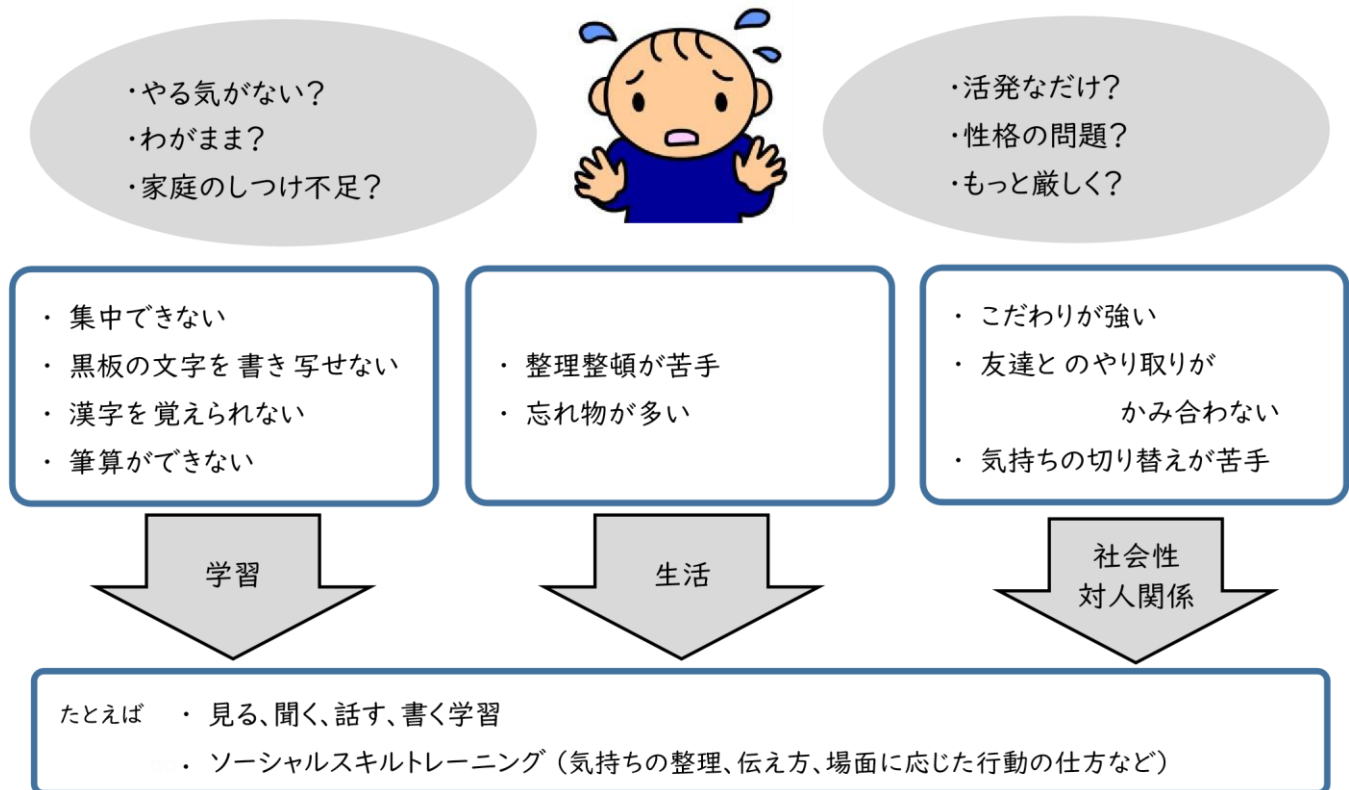 ・やる気がない?
・わがまま?
・家庭のしつけ不足?
・活発なだけ?
・性格の問題?
・もっと厳しく?
・ 集中できない
・ 黒板の文字を書き写せない
・ 漢字を覚えられない
・ 筆算ができない
・ 整理整頓が苦手
・ 忘れ物が多い
・ こだわりが強い
・ 友達とのやり取りが
かみ合わない
・ 気持ちの切り替えが苦手
学習
生活
社会性
対人関係
たとえば ・ 見る、聞く、話す、書く学習
・ ソーシャルスキルトレーニング(気持ちの整理、伝え方、場面に応じた行動の仕方など)